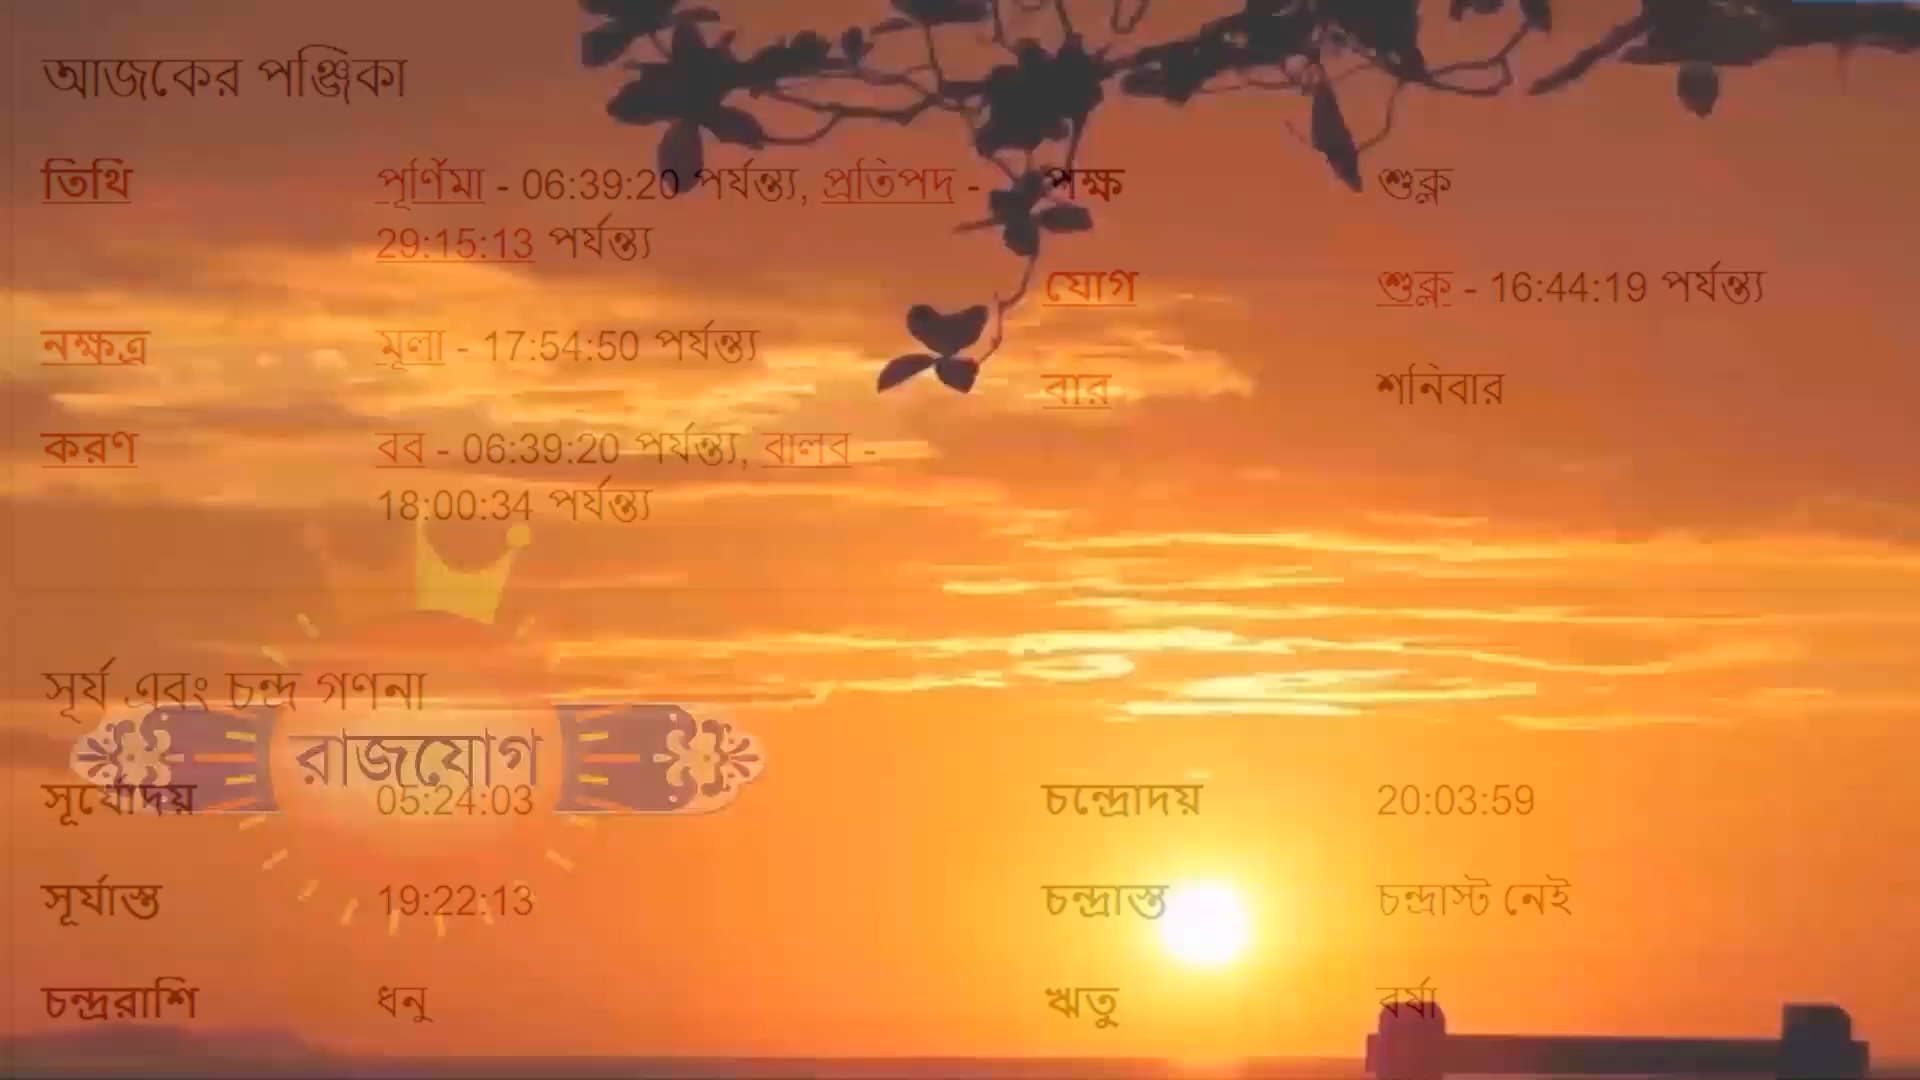 আজকের পঞ্জিকা
তিথি পূর্ণিমা - 06:39:20 পর্যন্ত্য, প্রতিপদ - 29:15:13 পর্যন্ত্য
পক্ষ শুক্ল
নক্ষত্র মূলা - 17:54:50 পর্যন্ত্য
যোগ শুক্ল - 16:44:19 পর্যন্ত্য
করণ বব - 06:39:20 পর্যন্ত্য, বালব - 18:00:34 পর্যন্ত্য
বার শনিবার
সূর্য এবং চন্দ্র গণনা
রাজযোগ
সূর্যোদয় 05:24:03
চন্দ্রোদয় 20:03:59
সূর্যাস্ত 19:22:13
চন্দ্রাস্ত চন্দ্রাস্ট নেই
চন্দ্ররাশি ধনু
ঋতু বর্ষা